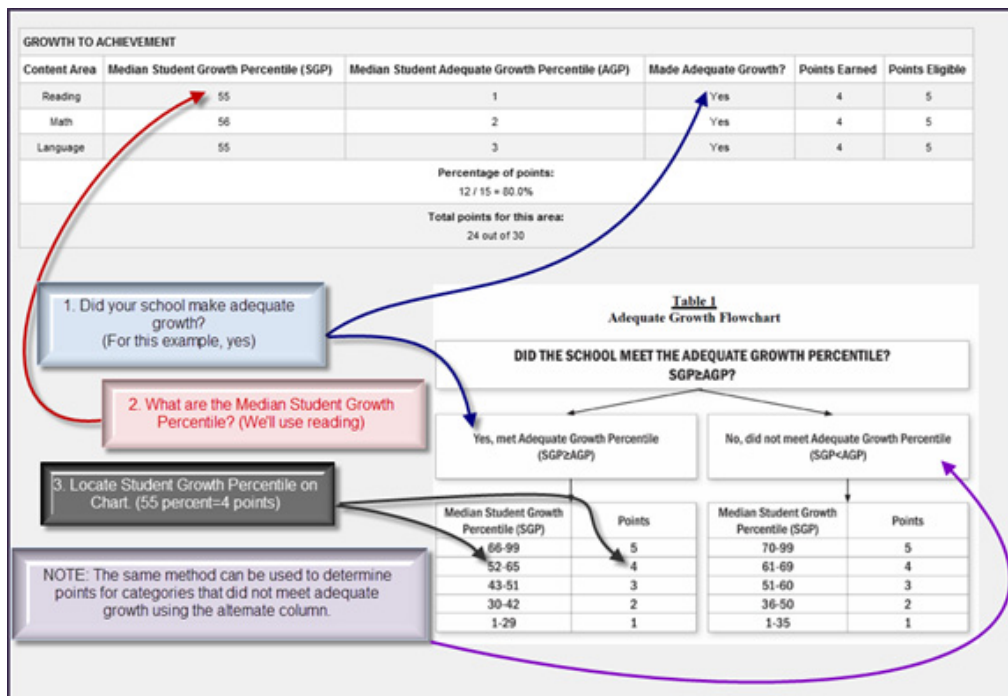 GROWTH TO ACHIEVEMENT
Content Area Median Student Growth Percentile (SGP) Median Student Adequate Growth Percentile (AGP) Made Adequate Growth? Points Earned Points Eligible
Reading 55 1 Yes 4 5
Math 56 2 Yes 4 5
Language 55 3 Yes 4 5
Percentage of points:
12 / 15 = 80.0%
Total points for this area:
24 out of 30
1. Did your school make adequate
growth?
(For this example, yes)
2. What are the Median Student Growth
Percentile? (We'll use reading)
3. Locate Student Growth Percentile on
Chart. (55 percent=4 points)
NOTE: The same method can be used to determine
points for categories that did not meet adequate
growth using the alternate column.
Table 1
Adequate Growth Flowchart
DID THE SCHOOL MEET THE ADEQUATE GROWTH PERCENTILE?
SGP≥AGP?
Yes, met Adequate Growth Percentile
(SGP≥AGP)
No, did not meet Adequate Growth Percentile
(SGP<AGP)
Median Student Growth
Percentile (SGP) Points
66-99 5
52-65 4
43-51 3
30-42 2
1-29 1
Median Student Growth
Percentile (SGP) Points
70-99 5
61-69 4
51-60 3
36-50 2
1-35 1